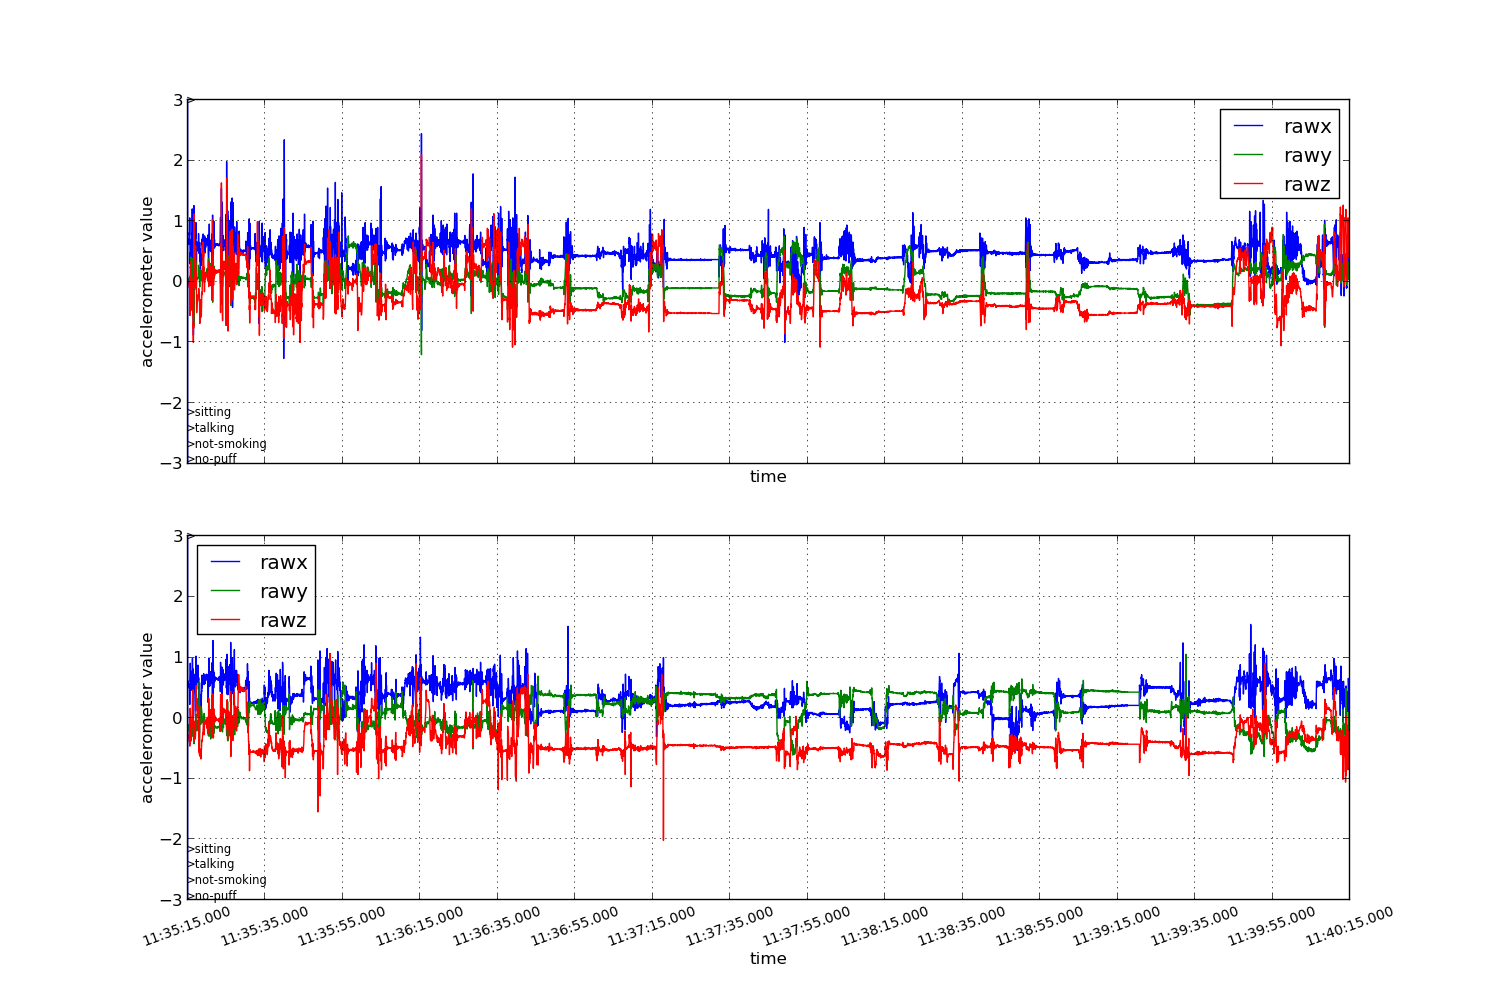 3
2
1
0
−1
−2
−3
accelerometer value
rawx
rawy
rawz
>
>sitting
>talking
>not-smoking
>no-puff
time
3
2
1
0
−1
−2
−3
accelerometer value
rawx
rawy
rawz
>
>sitting
>talking
>not-smoking
>no-puff
11:35:15.000 11:35:35.000 11:35:55.000 11:36:15.000 11:36:35.000 11:36:55.000 11:37:15.000 11:37:35.000 11:37:55.000 11:38:15.000 11:38:35.000 11:38:55.000 11:39:15.000 11:39:35.000 11:39:55.000 11:40:15.000
time